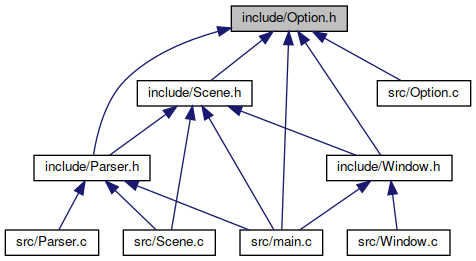 include/Option.h
include/Scene.h
src/Option.c
include/Parser.h
include/Window.h
src/Parser.c
src/Scene.c
src/main.c
src/Window.c